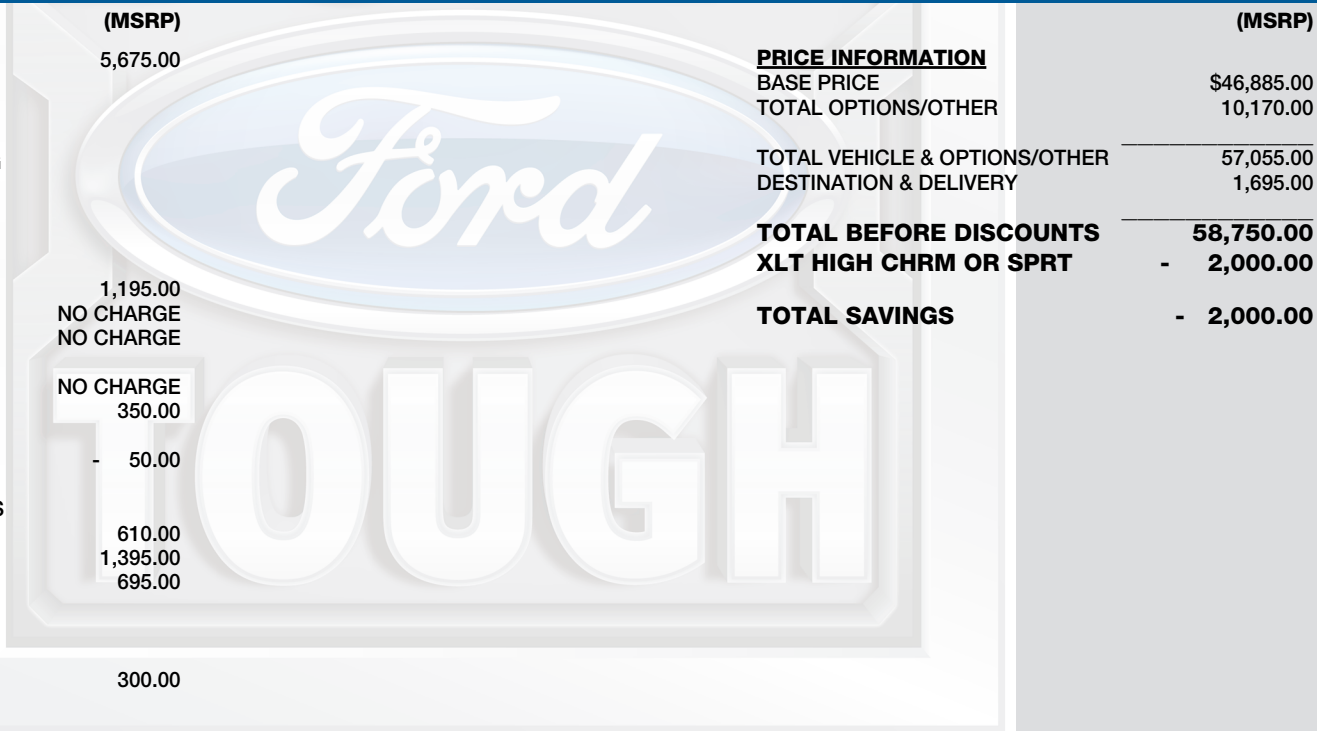 (MSRP)
5,675.00
1,195.00
NO CHARGE
NO CHARGE
NO CHARGE
350.00
- 50.00
S
610.00
1,395.00
695.00
300.00
Ford
TOUGH
(MSRP)
PRICE INFORMATION
BASE PRICE $46,885.00
TOTAL OPTIONS/OTHER 10,170.00
TOTAL VEHICLE & OPTIONS/OTHER 57,055.00
DESTINATION & DELIVERY 1,695.00
TOTAL BEFORE DISCOUNTS 58,750.00
XLT HIGH CHRM OR SPRT - 2,000.00
TOTAL SAVINGS - 2,000.00